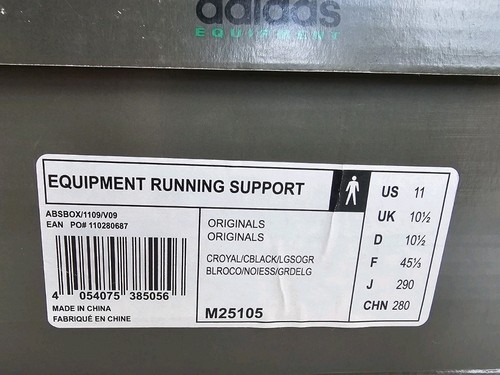 adidas
EQUIPMENT
EQUIPMENT RUNNING SUPPORT
ABSBOX/1109/V09
EAN PO# 110280687
4 054075 385056
MADE IN CHINA
FABRIQUÉ EN CHINE
ORIGINALS
ORIGINALS
CROYAL/CBLACK/LGSOGR
BLROCO/NOIESS/GRDELG
M25105
US 11
UK 10½
D 10½
F 45⅓
J 290
CHN 280